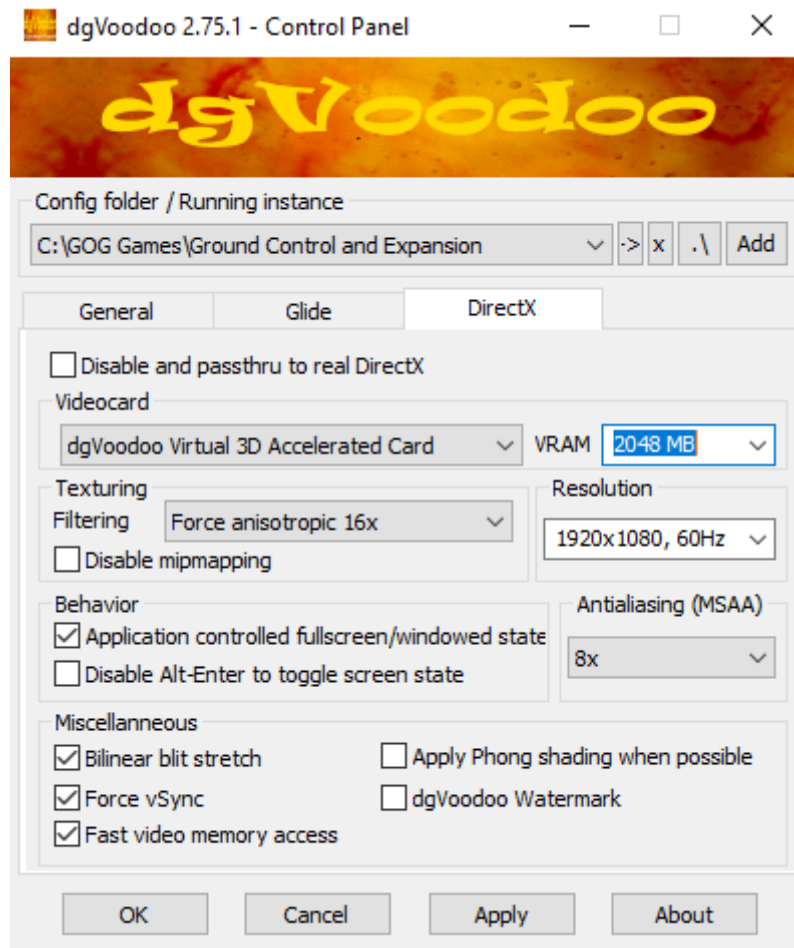 dgVoodoo 2.75.1 - Control Panel
dgVoodoo
Config folder / Running instance
C:\GOG Games\Ground Control and Expansion
->
x
.\
Add
General
Glide
DirectX
Disable and passthru to real DirectX
Videocard
dgVoodoo Virtual 3D Accelerated Card
VRAM
2048 MB
Texturing
Filtering
Force anisotropic 16x
Disable mipmapping
Resolution
1920x1080, 60Hz
Behavior
Application controlled fullscreen/windowed state
Disable Alt-Enter to toggle screen state
Antialiasing (MSAA)
8x
Miscellaneous
Bilinear blit stretch
Apply Phong shading when possible
Force vSync
dgVoodoo Watermark
Fast video memory access
OK
Cancel
Apply
About